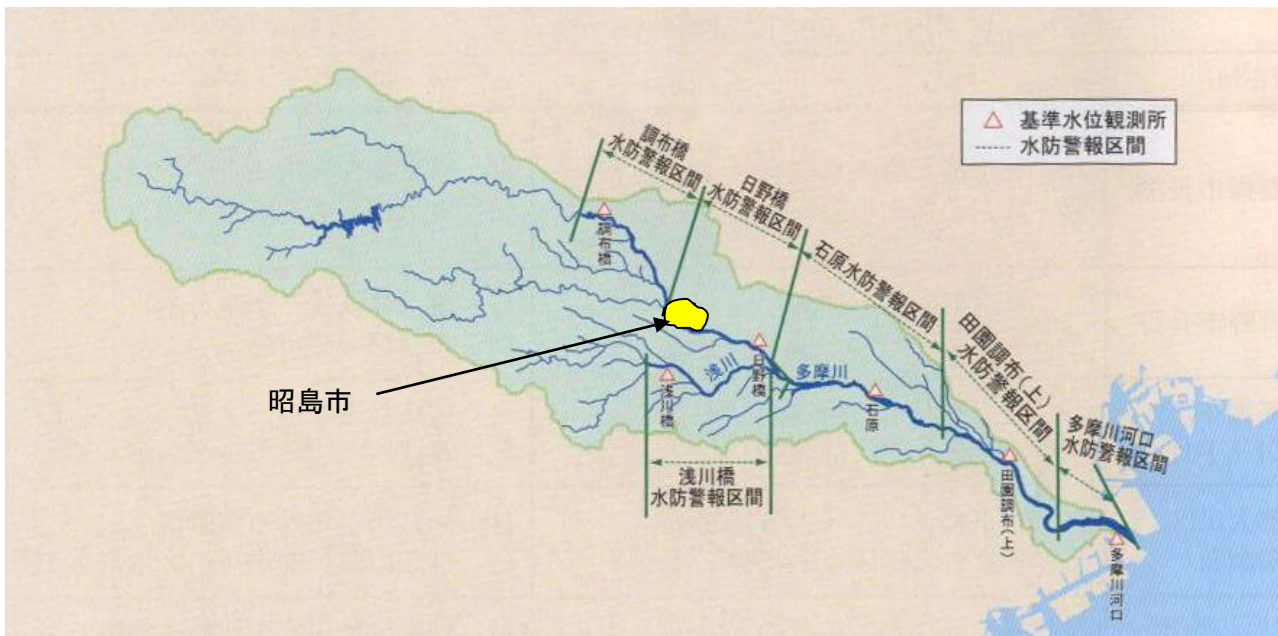 基準水位観測所
水防警報区間
調布橋
水防警報区間
日野橋
水防警報区間
石原水防警報区間
田園調布(上)
水防警報区間
多摩川河口
水防警報区間
調布橋
浅川
多摩川
日野橋
浅川橋
石原
昭島市
浅川橋
水防警報区間
田園調布(上)
多摩川河口